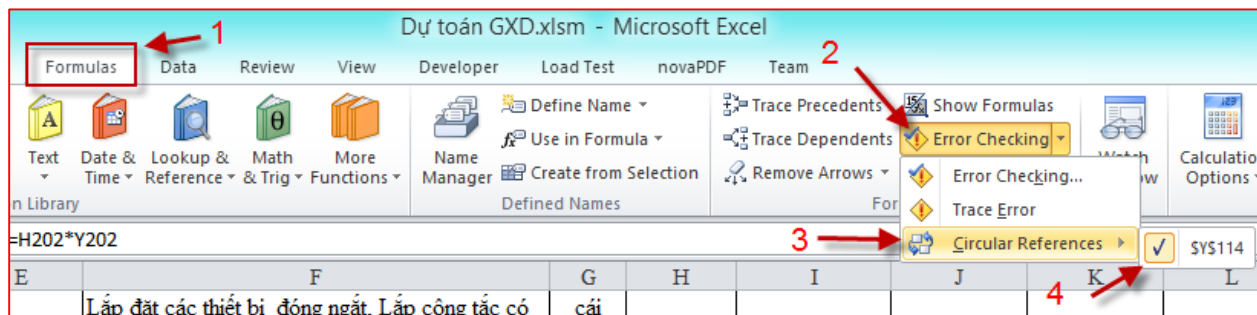 Dự toán GXD.xlsm - Microsoft Excel
1
2
Formulas Data Review View Developer Load Test novaPDF Team
Define Name Trace Precedents Show Formulas
Use in Formula Trace Dependents Error Checking
Text Date & Time Lookup & Reference Math & Trig More Functions Name Manager Create from Selection Remove Arrows Calculatio Options
Error Checking...
n Library Defined Names For
Trace Error
3 Circular References $Y$114
=H202*Y202
4
E F G H I J K L
Lắp đặt các thiết bị đóng ngắt. Lắp công tắc có cái